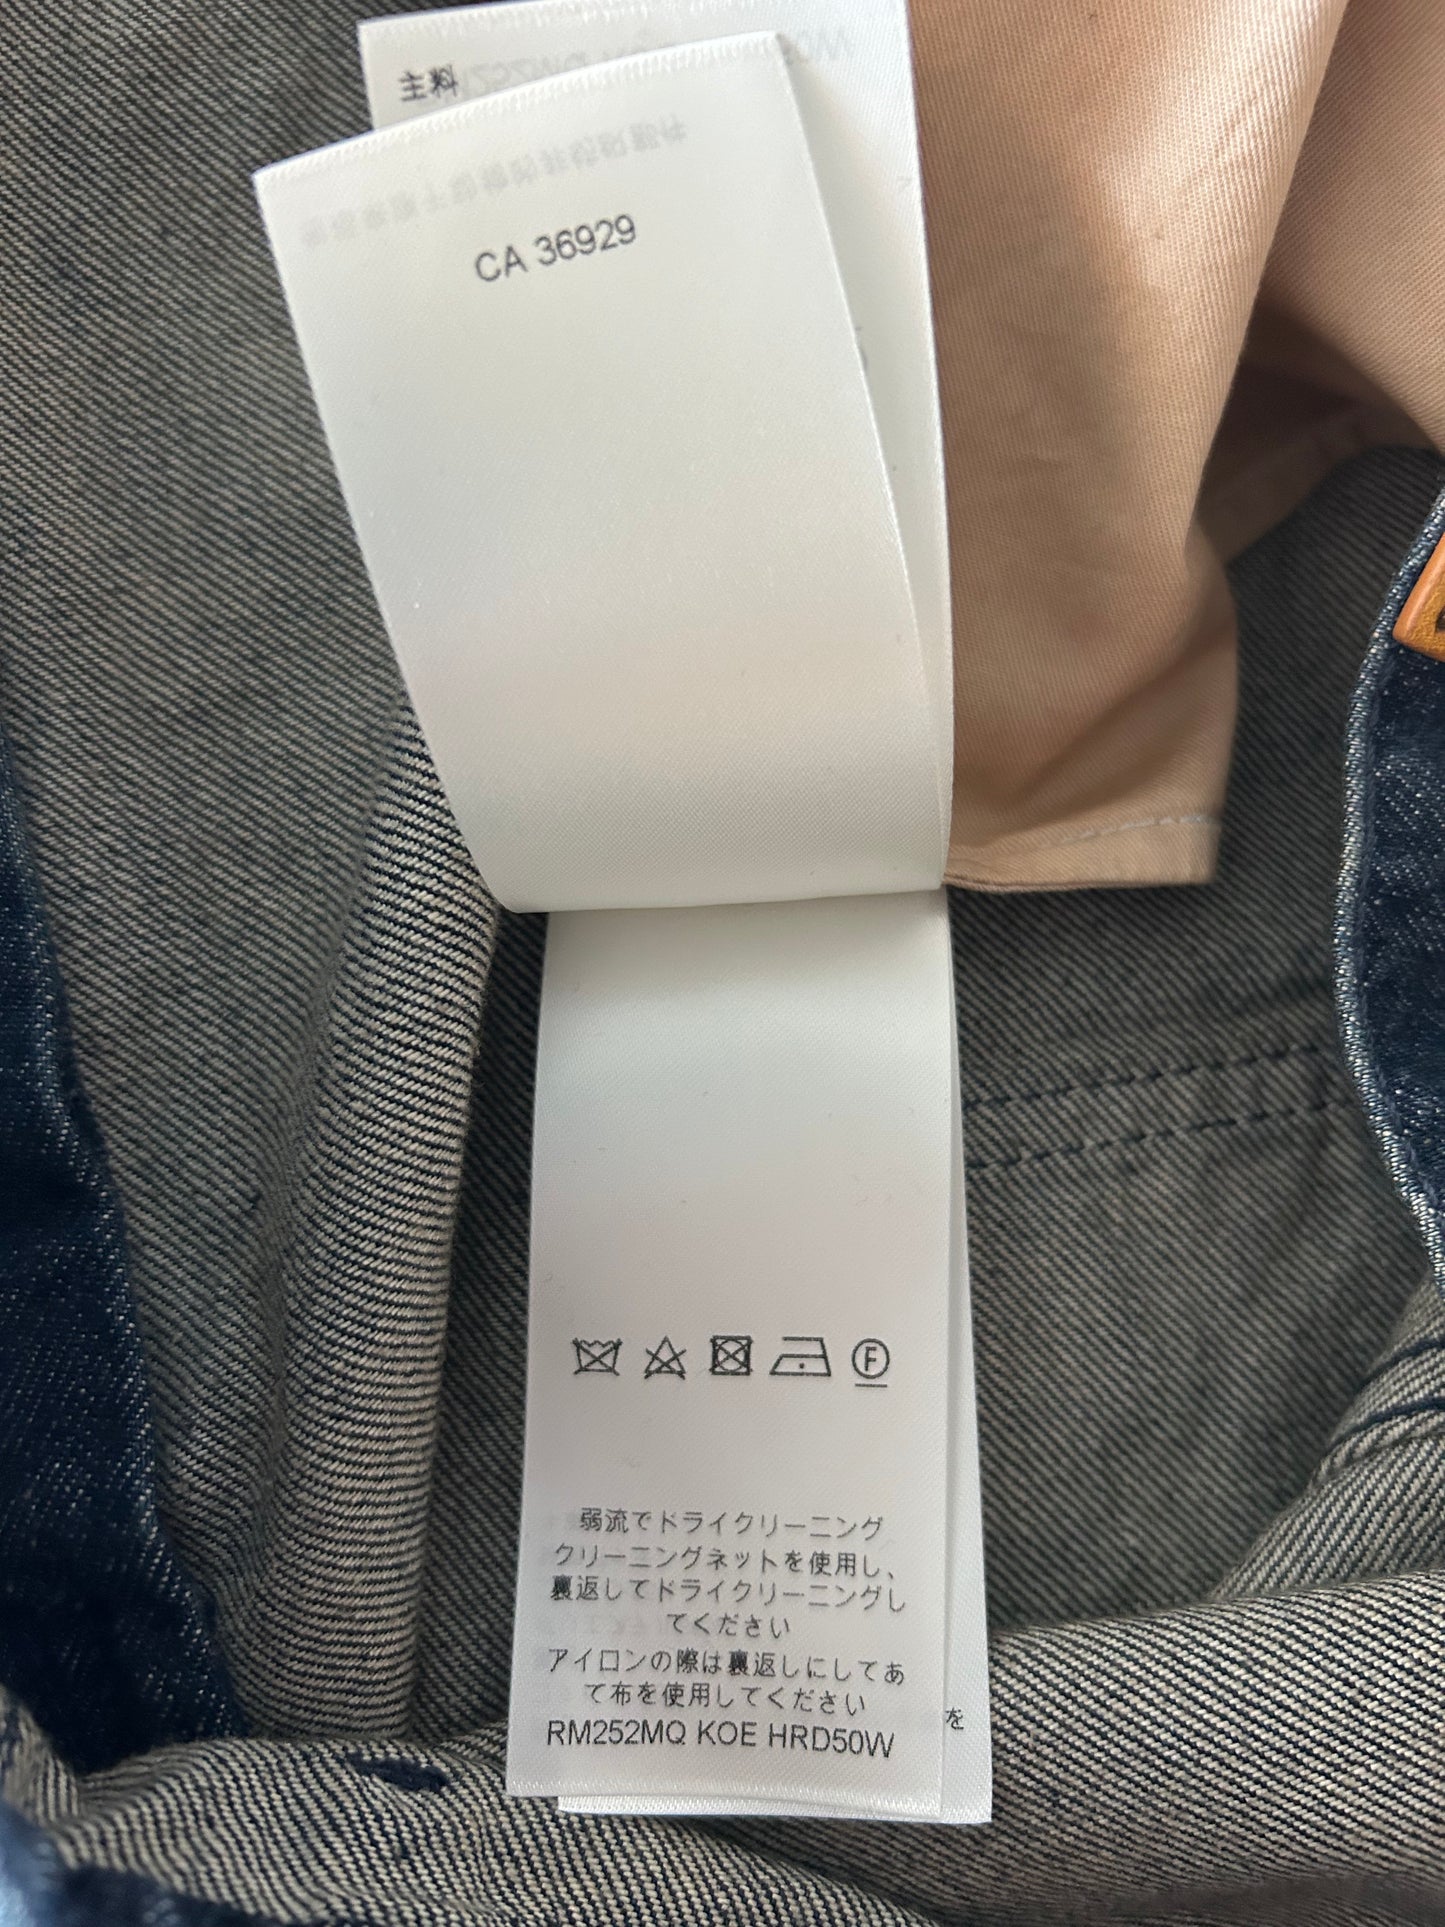 主料
CA 36929
F
弱流でドライクリーニング
クリーニングネットを使用し、
裏返してドライクリーニングし
てください
アイロンの際は裏返しにしてあ
て布を使用してください
RM252MQ KOE HRD50W
を